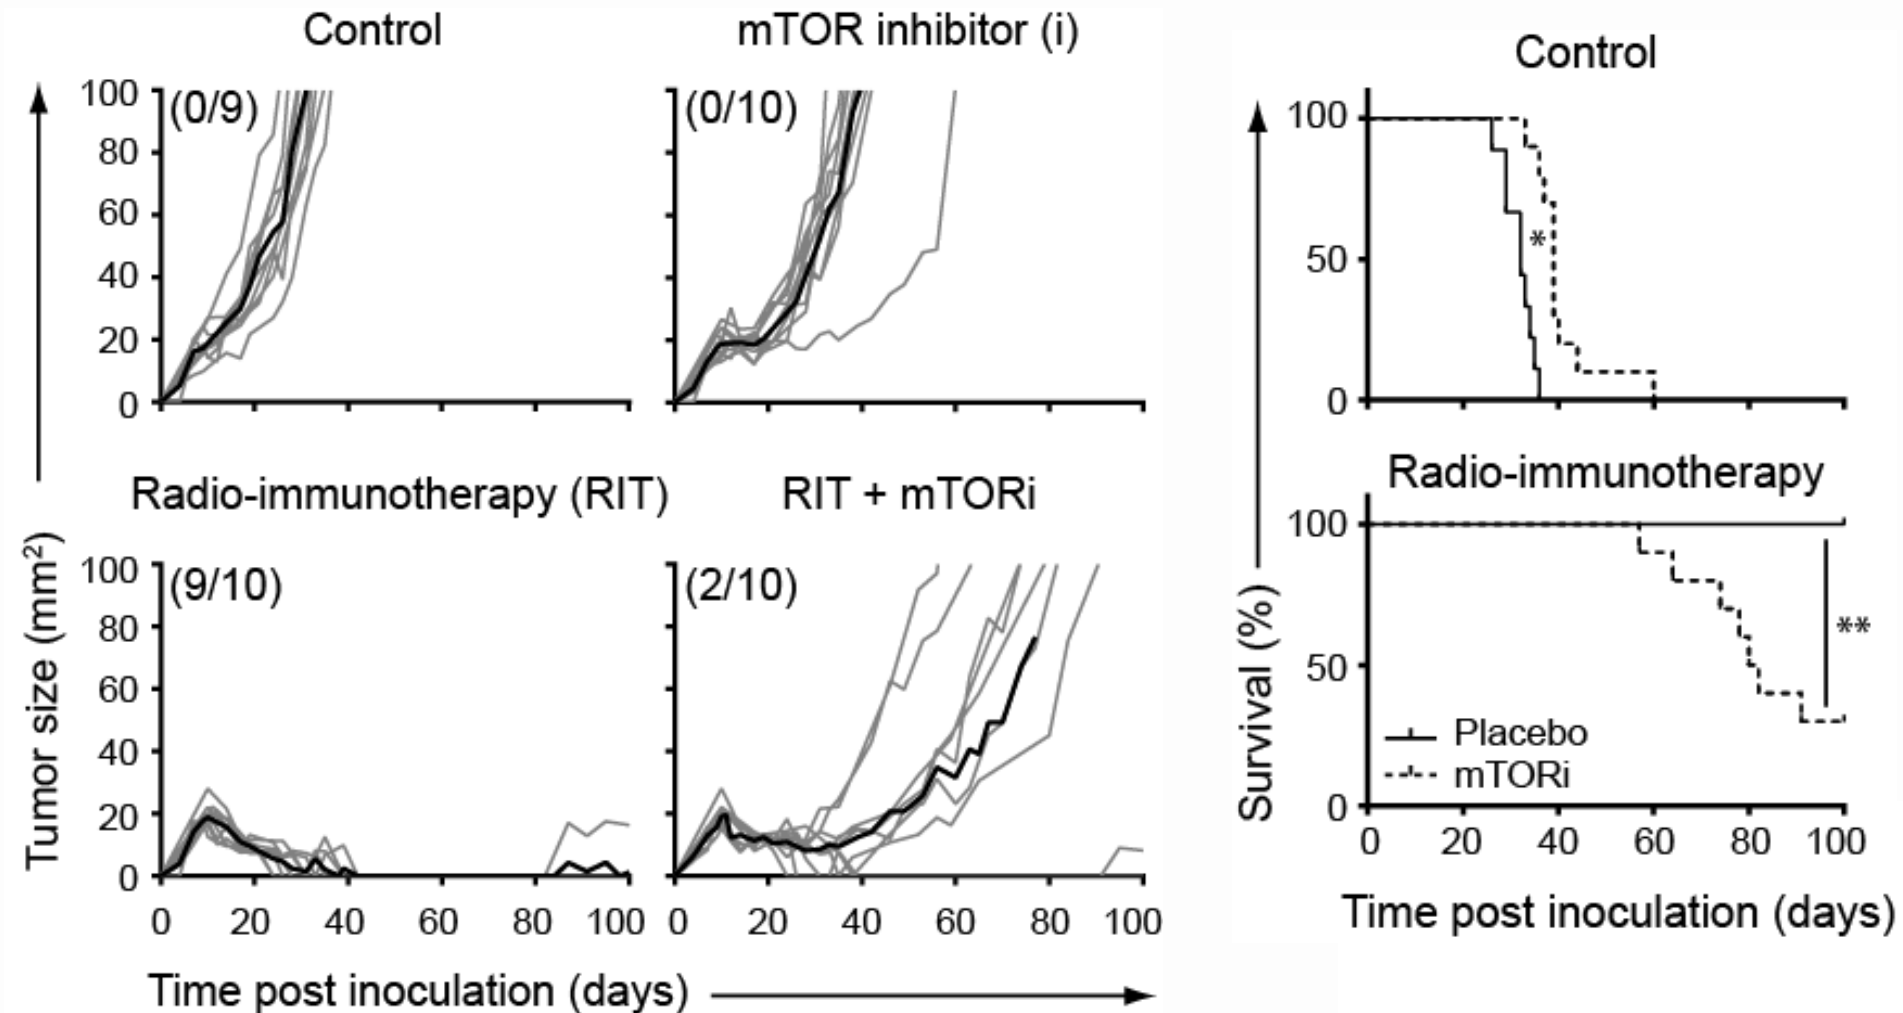 Control
mTOR inhibitor (i)
100
80
60
40
20
0
(0/9)
(0/10)
Radio-immunotherapy (RIT)
RIT + mTORi
100
80
60
40
20
0
(9/10)
(2/10)
0 20 40 60 80 100
0 20 40 60 80 100
Tumor size (mm²)
Time post inoculation (days)
Control
100
50
0
*
Radio-immunotherapy
100
50
0
**
Placebo
mTORi
0 20 40 60 80 100
Survival (%)
Time post inoculation (days)